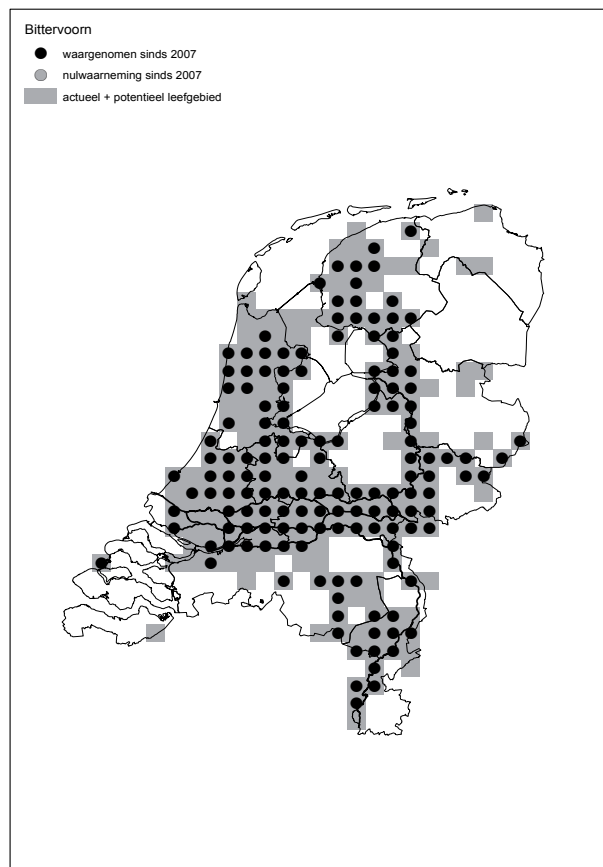 Bittervoorn
waargenomen sinds 2007
nulwaarneming sinds 2007
actueel + potentieel leefgebied